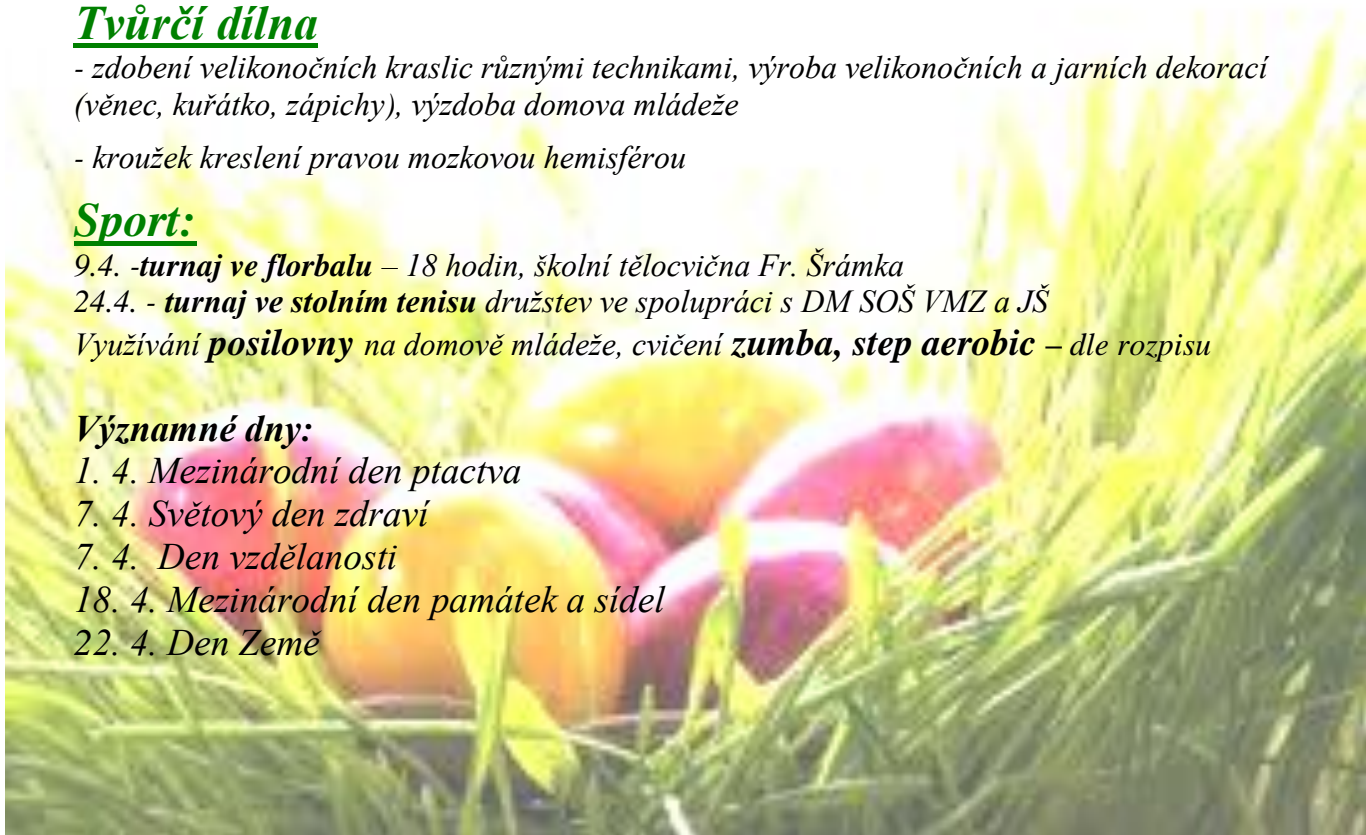 Tvůrčí dílna
- zdobení velikonočních kraslic různými technikami, výroba velikonočních a jarních dekorací
(věnec, kuřátko, zápichy), výzdoba domova mládeže
- kroužek kreslení pravou mozkovou hemisférou
Sport:
9.4. -turnaj ve florbalu – 18 hodin, školní tělocvična Fr. Šrámka
24.4. - turnaj ve stolním tenisu družstev ve spolupráci s DM SOŠ VMZ a JŠ
Využívání posilovny na domově mládeže, cvičení zumba, step aerobic – dle rozpisu
Významné dny:
1. 4. Mezinárodní den ptactva
7. 4. Světový den zdraví
7. 4. Den vzdělanosti
18. 4. Mezinárodní den památek a sídel
22. 4. Den Země